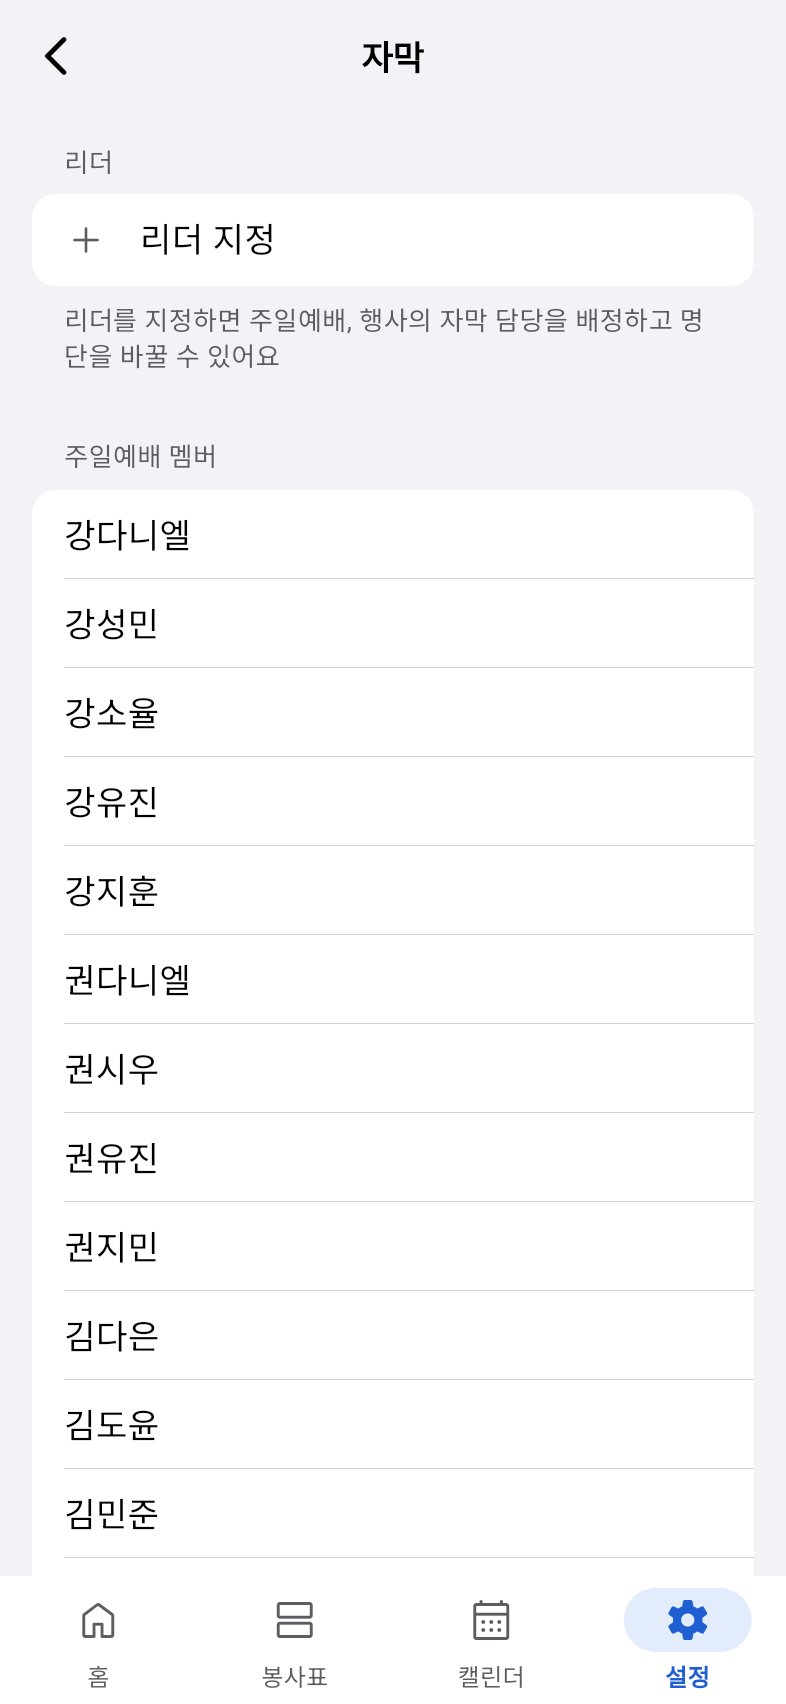 자막
리더
리더 지정
리더를 지정하면 주일예배, 행사의 자막 담당을 배정하고 명
단을 바꿀 수 있어요
주일예배 멤버
강다니엘
강성민
강소율
강유진
강지훈
권다니엘
권시우
권유진
권지민
김다은
김도윤
김민준
홈
봉사표
캘린더
설정